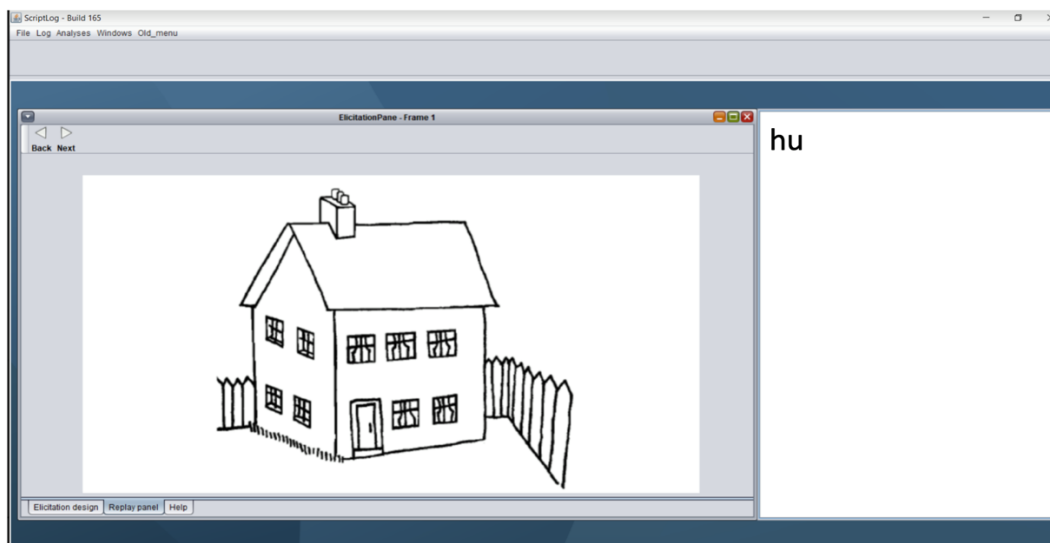 ScriptLog - Build 165
File Log Analyses Windows Old_menu
ElicitationPane - Frame 1
Back Next
hu
Elicitation design Replay panel Help